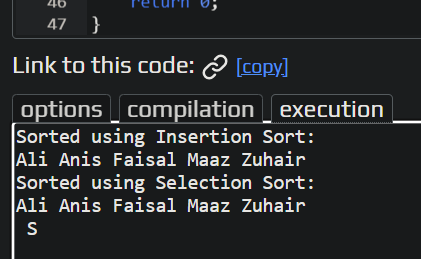 46 return 0;
47 }
Link to this code: [copy]
options compilation execution
Sorted using Insertion Sort:
Ali Anis Faisal Maaz Zuhair
Sorted using Selection Sort:
Ali Anis Faisal Maaz Zuhair
S